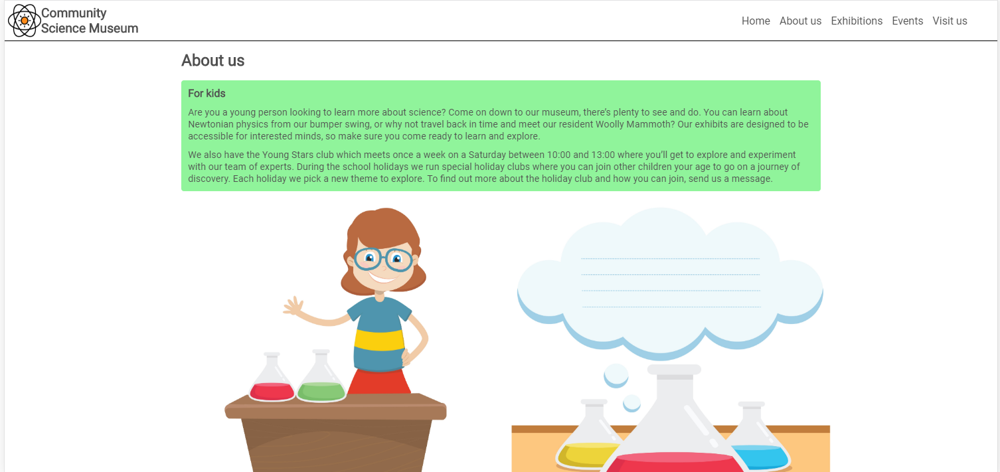 Community
Science Museum
Home About us Exhibitions Events Visit us
About us
For kids
Are you a young person looking to learn more about science? Come on down to our museum, there’s plenty to see and do. You can learn about
Newtonian physics from our bumper swing, or why not travel back in time and meet our resident Woolly Mammoth? Our exhibits are designed to be
accessible for interested minds, so make sure you come ready to learn and explore.
We also have the Young Stars club which meets once a week on a Saturday between 10:00 and 13:00 where you’ll get to explore and experiment
with our team of experts. During the school holidays we run special holiday clubs where you can join other children your age to go on a journey of
discovery. Each holiday we pick a new theme to explore. To find out more about the holiday club and how you can join, send us a message.